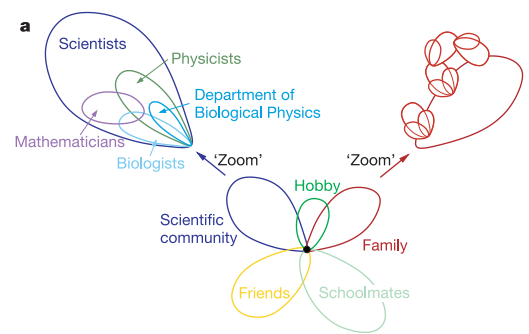 a
Scientists
Physicists
Department of
Biological Physics
Mathematicians
Biologists
'Zoom'
'Zoom'
Hobby
Scientific
community
Family
Friends
Schoolmates